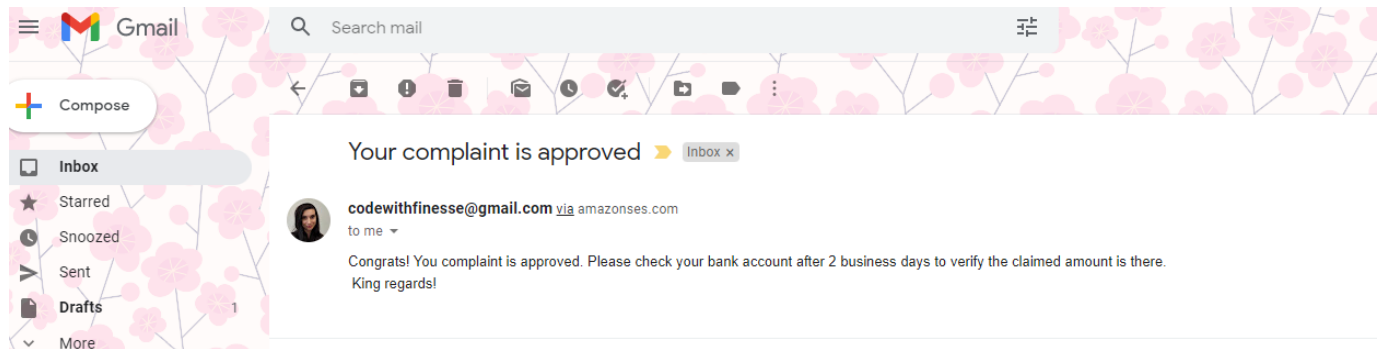 Gmail
Search mail
Compose
Inbox
Starred
Snoozed
Sent
Drafts 1
More
Your complaint is approved Inbox x
codewithfinesse@gmail.com via amazonses.com
to me
Congrats! You complaint is approved. Please check your bank account after 2 business days to verify the claimed amount is there.
King regards!